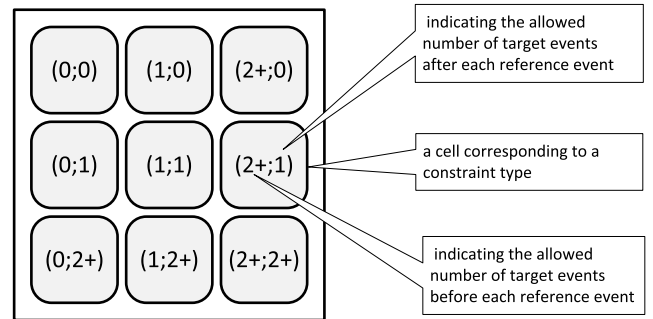 (0;0) (1;0) (2+;0)
(0;1) (1;1) (2+;1)
(0;2+) (1;2+) (2+;2+)
indicating the allowed
number of target events
after each reference event
a cell corresponding to a
constraint type
indicating the allowed
number of target events
before each reference event